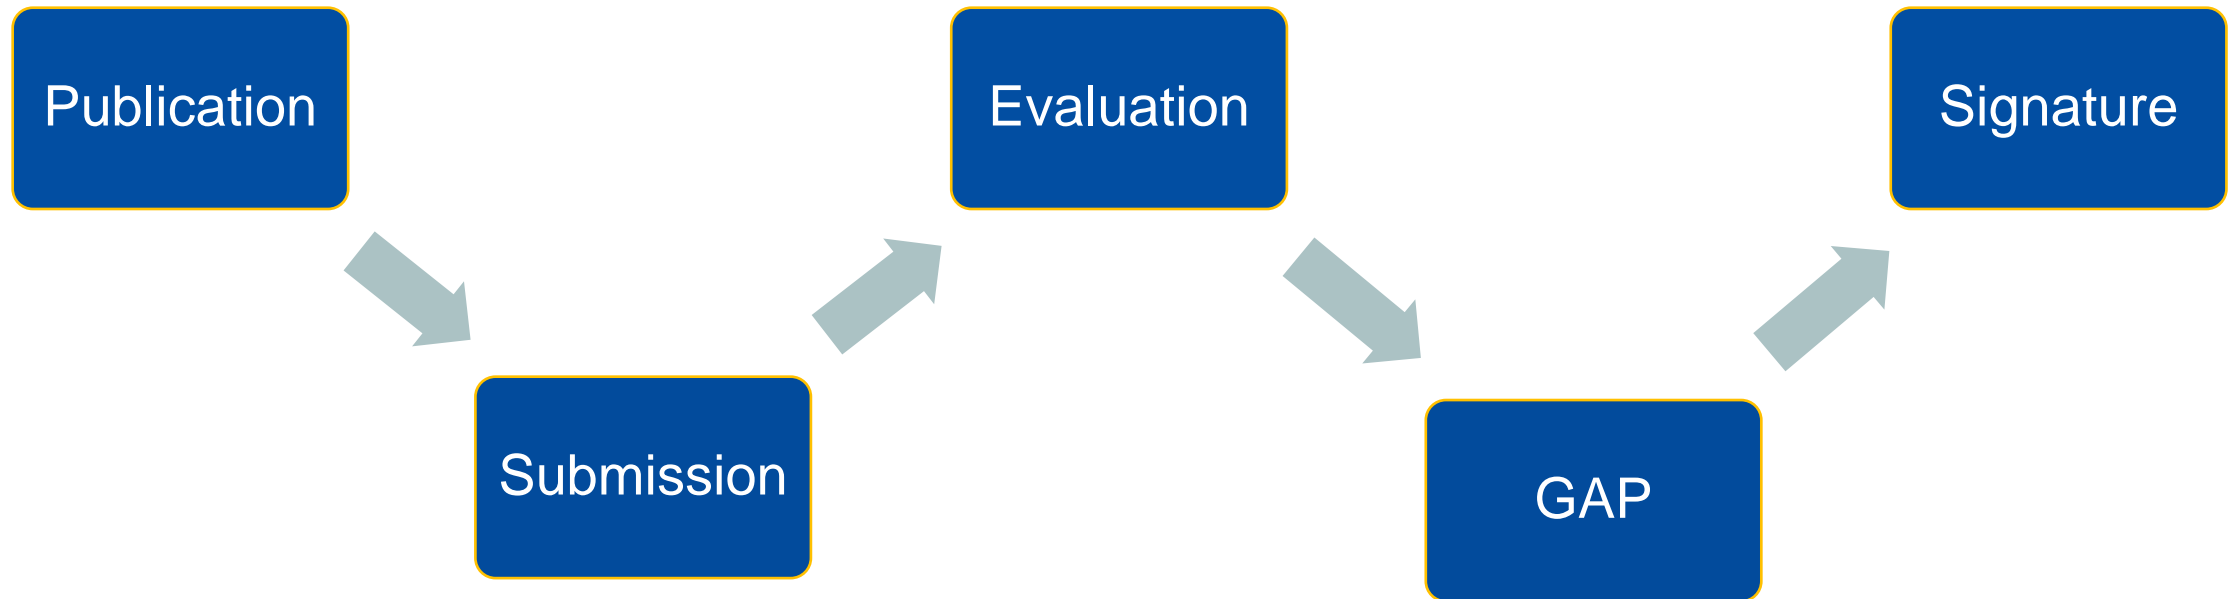 Publication
Submission
Evaluation
GAP
Signature